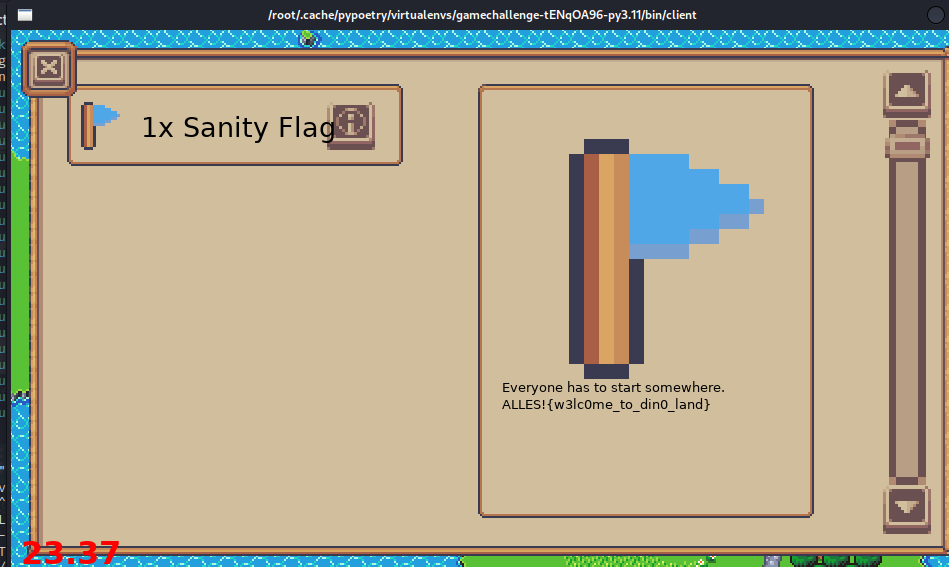 /root/.cache/pypoetry/virtualenvs/gamechallenge-tENqOA96-py3.11/bin/client
1x Sanity Flag
Everyone has to start somewhere.
ALLES!{w3lc0me_to_din0_land}
23.37